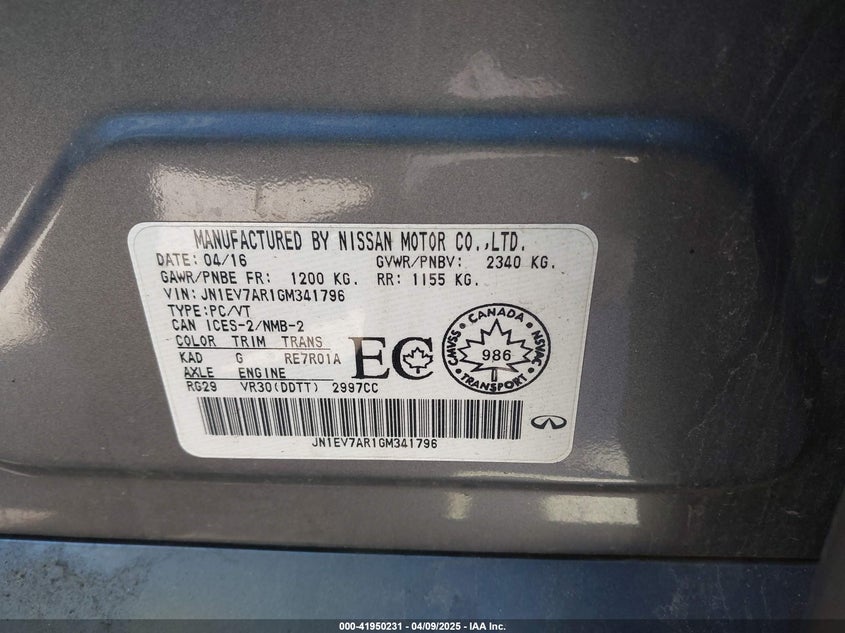 MANUFACTURED BY NISSAN MOTOR CO.,LTD.
DATE: 04/16 GVWR/PNBV: 2340 KG.
GAWR/PNBE FR: 1200 KG. RR: 1155 KG.
VIN: JN1EV7AR1GM341796
TYPE:PC/VT
CAN ICES-2/NMB-2
COLOR TRIM TRANS
KAD G RE7R01A
AXLE ENGINE
RG29 VR30(DDTT) 2997CC
EC
CANADA
CMVSS 986 NSVAC
TRANSPORT
JN1EV7AR1GM341796
000-41950231 - 04/09/2025 - IAA Inc.